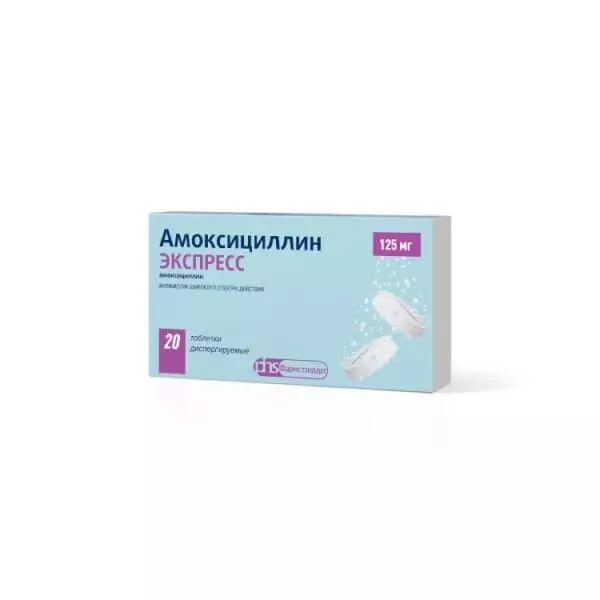 Амоксициллин
ЭКСПРЕСС
125 мг
амоксициллин
антибиотик широкого спектра действия
20
таблетки
диспергируемые
фармстандарт